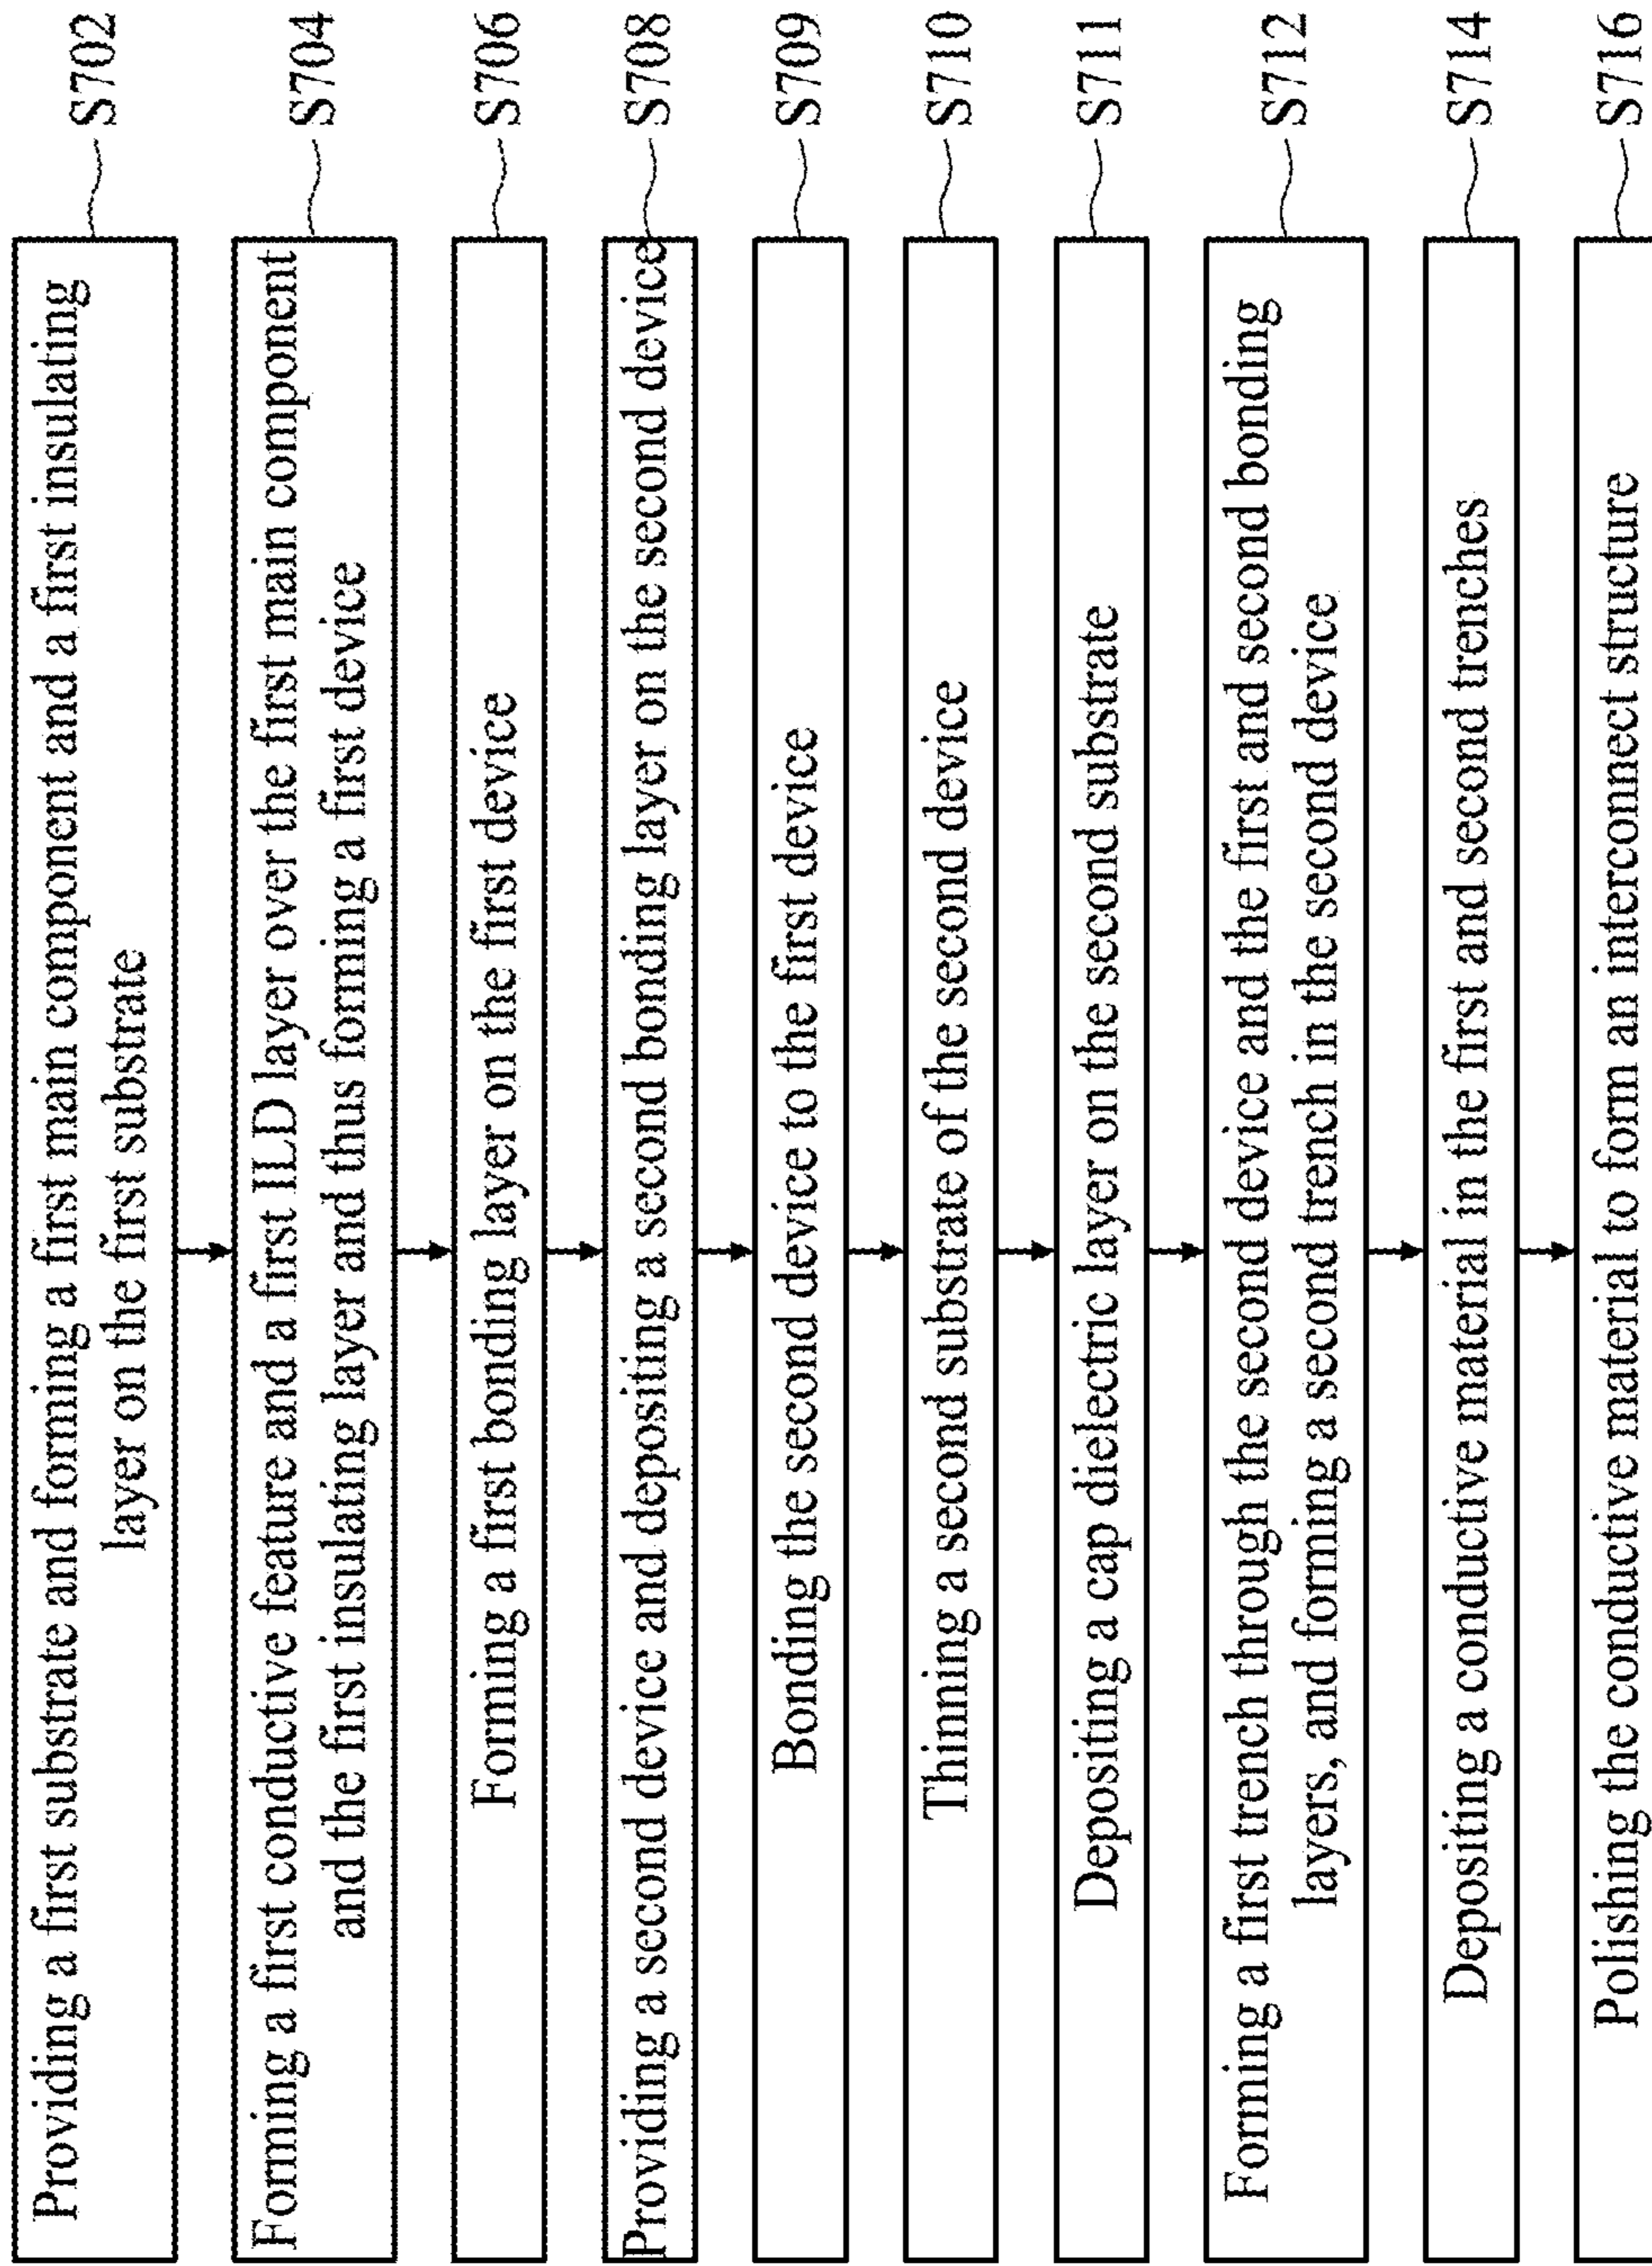 Providing a first substrate and forming a first main component and a first insulating
layer on the first substrate
S702
Forming a first conductive feature and a first ILD layer over the first main component
and the first insulating layer and thus forming a first device
S704
Forming a first bonding layer on the first device
S706
Providing a second device and depositing a second bonding layer on the second device
S708
Bonding the second device to the first device
S709
Thinning a second substrate of the second device
S710
Depositing a cap dielectric layer on the second substrate
S711
Forming a first trench through the second device and the first and second bonding
layers, and forming a second trench in the second device
S712
Depositing a conductive material in the first and second trenches
S714
Polishing the conductive material to form an interconnect structure
S716